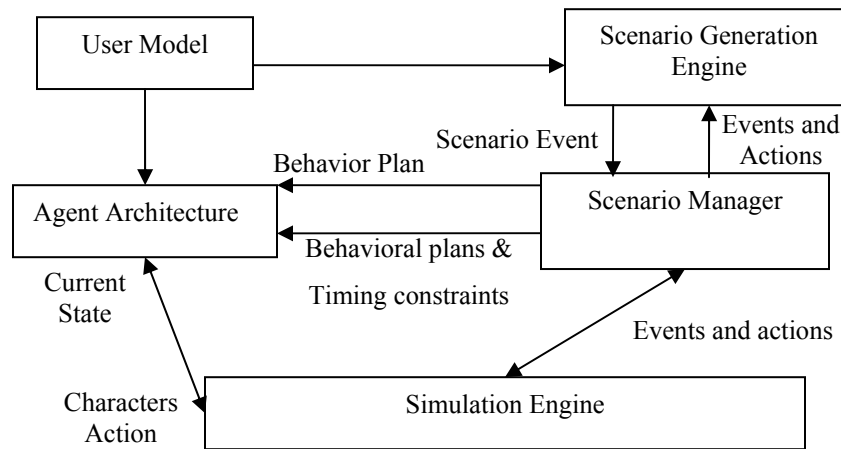 User Model
Scenario Generation
Engine
Scenario Event
Events and
Actions
Behavior Plan
Agent Architecture
Scenario Manager
Behavioral plans &
Timing constraints
Current
State
Events and actions
Characters
Action
Simulation Engine